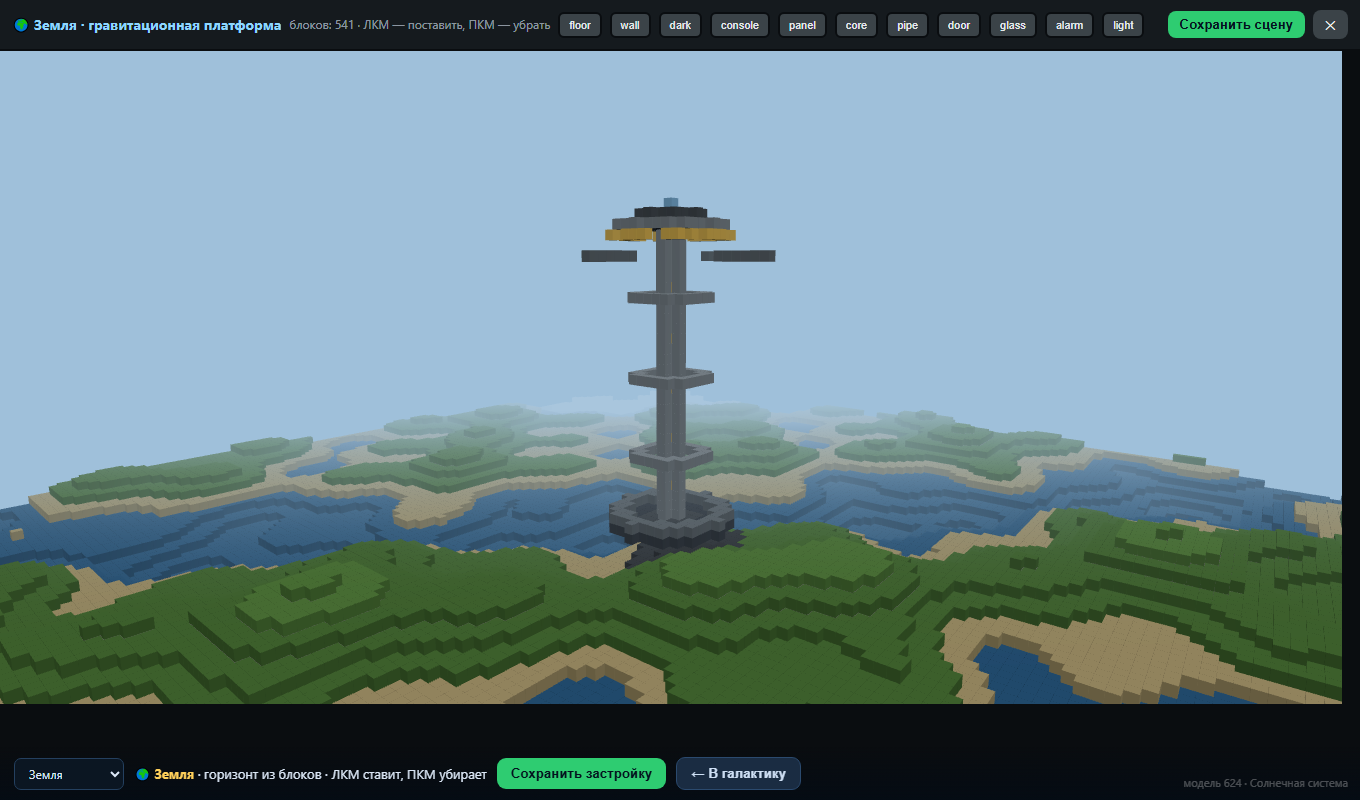 Земля · гравитационная платформа блоков: 541 · ЛКМ — поставить, ПКМ — убрать floor wall dark console panel core pipe door glass alarm light Сохранить сцену ✕
Земля Земля · горизонт из блоков · ЛКМ ставит, ПКМ убирает Сохранить застройку ← В галактику
модель 624 · Солнечная система